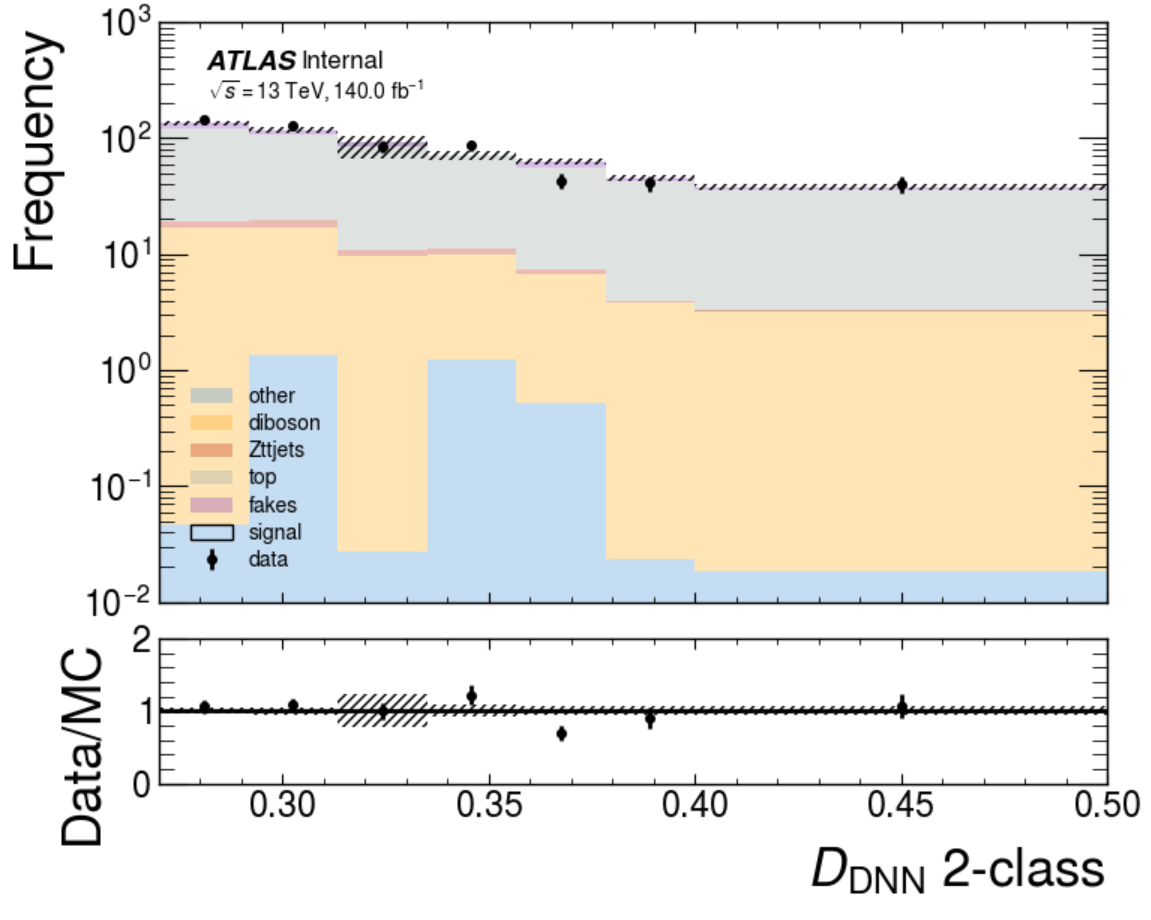 10³
ATLAS Internal
√s = 13 TeV, 140.0 fb⁻¹
10²
Frequency
10¹
10⁰
other
diboson
Zttjets
top
10⁻¹
fakes
signal
data
10⁻²
2
Data/MC
1
0
0.30 0.35 0.40 0.45 0.50
D_DNN 2-class